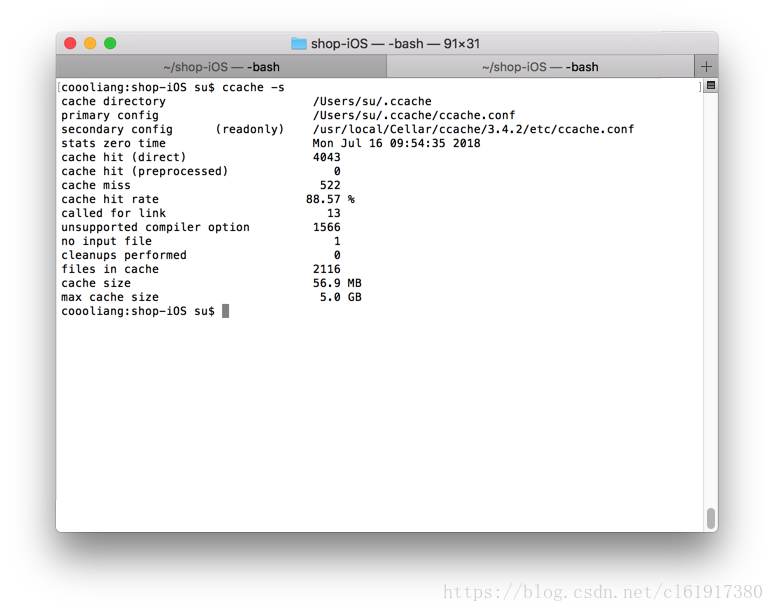 shop-iOS — -bash — 91×31
~/shop-iOS — -bash
~/shop-iOS — -bash
+
[coooliang:shop-iOS su$ ccache -s ]
cache directory /Users/su/.ccache
primary config /Users/su/.ccache/ccache.conf
secondary config (readonly) /usr/local/Cellar/ccache/3.4.2/etc/ccache.conf
stats zero time Mon Jul 16 09:54:35 2018
cache hit (direct) 4043
cache hit (preprocessed) 0
cache miss 522
cache hit rate 88.57 %
called for link 13
unsupported compiler option 1566
no input file 1
cleanups performed 0
files in cache 2116
cache size 56.9 MB
max cache size 5.0 GB
coooliang:shop-iOS su$
https://blog.csdn.net/cl61917380